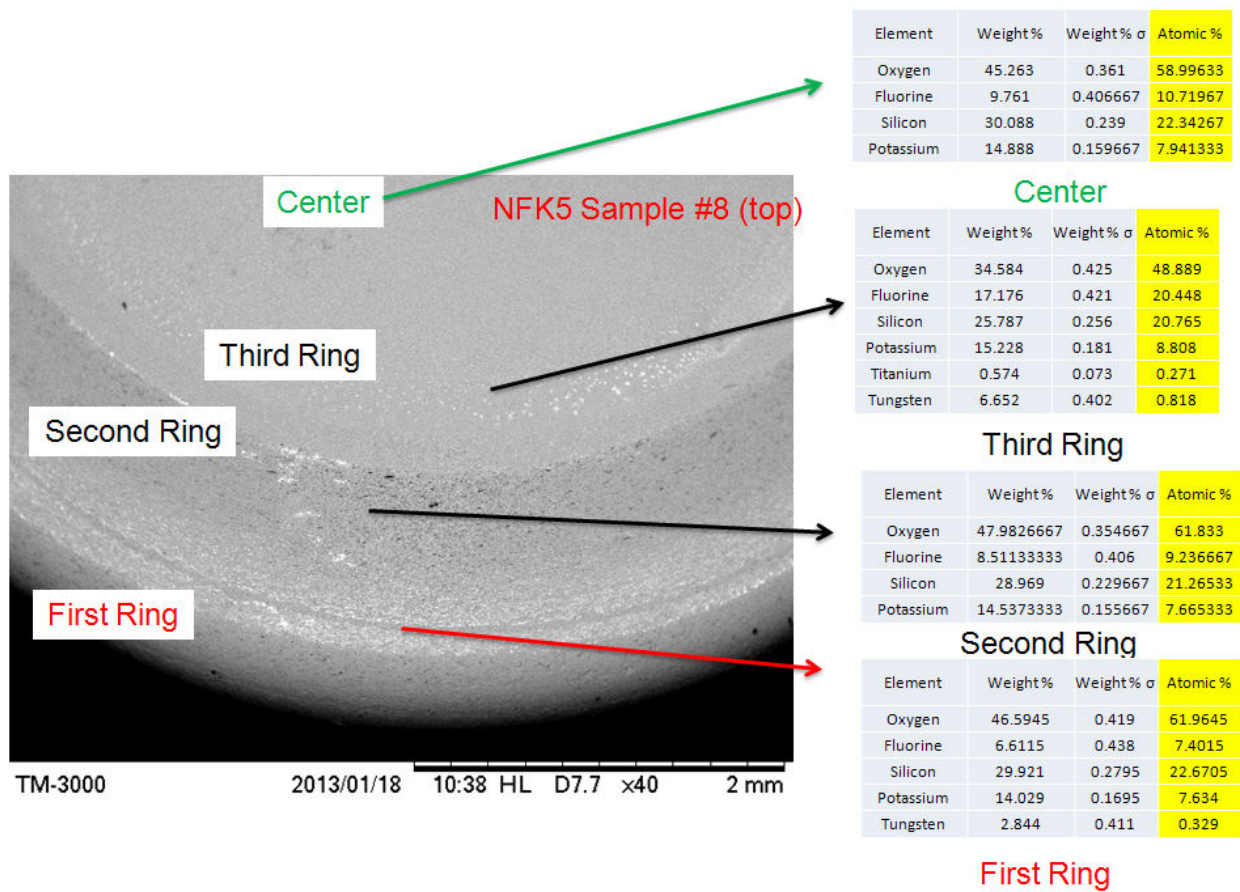 Center
NFK5 Sample #8 (top)
Third Ring
Second Ring
First Ring
TM-3000 2013/01/18 10:38 HL D7.7 x40 2 mm
Element Weight% Weight% σ Atomic %
Oxygen 45.263 0.361 58.99633
Fluorine 9.761 0.406667 10.71967
Silicon 30.088 0.239 22.34267
Potassium 14.888 0.159667 7.941333
Center
Element Weight% Weight% σ Atomic %
Oxygen 34.584 0.425 48.889
Fluorine 17.176 0.421 20.448
Silicon 25.787 0.256 20.765
Potassium 15.228 0.181 8.808
Titanium 0.574 0.073 0.271
Tungsten 6.652 0.402 0.818
Third Ring
Element Weight% Weight% σ Atomic %
Oxygen 47.9826667 0.354667 61.833
Fluorine 8.51133333 0.406 9.236667
Silicon 28.969 0.229667 21.26533
Potassium 14.5373333 0.155667 7.665333
Second Ring
Element Weight% Weight% σ Atomic %
Oxygen 46.5945 0.419 61.9645
Fluorine 6.6115 0.438 7.4015
Silicon 29.921 0.2795 22.6705
Potassium 14.029 0.1695 7.634
Tungsten 2.844 0.411 0.329
First Ring